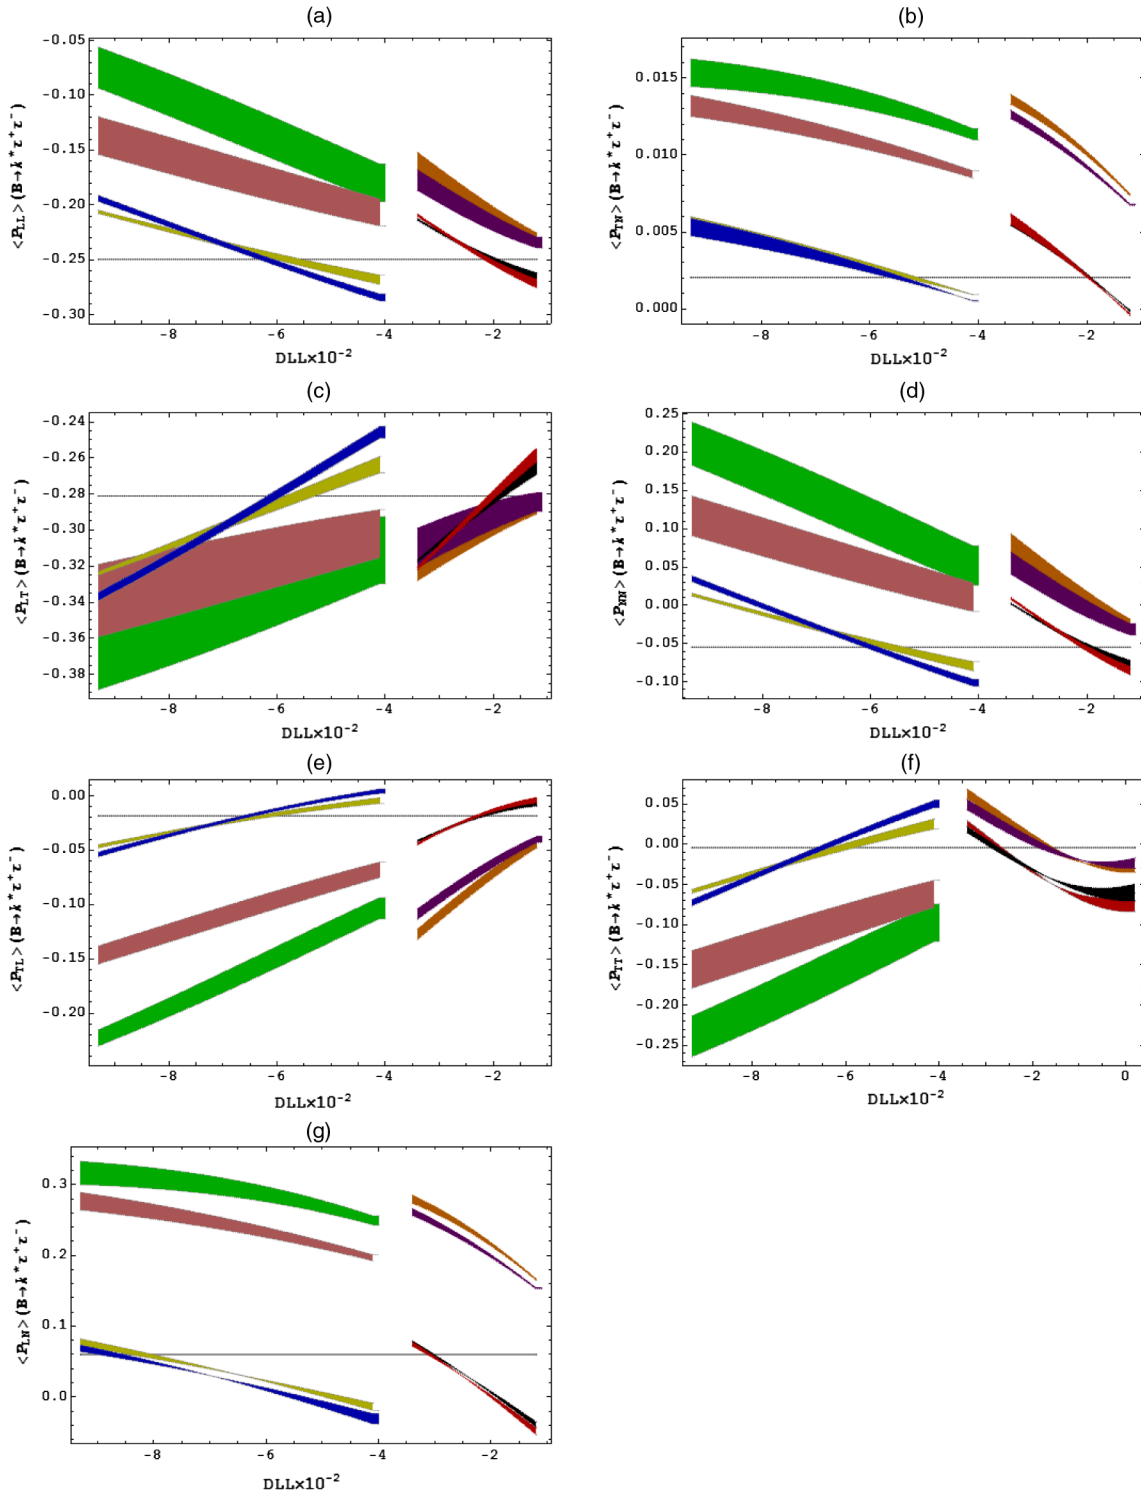 (a)
-0.05
-0.10
-0.15
-0.20
-0.25
-0.30
<P_LL>(B→k*τ⁺τ⁻)
-8 -6 -4 -2
DLL×10⁻²
(b)
0.015
0.010
0.005
0.000
<P_TN>(B→k*τ⁺τ⁻)
-8 -6 -4 -2
DLL×10⁻²
(c)
-0.24
-0.26
-0.28
-0.30
-0.32
-0.34
-0.36
-0.38
<P_LT>(B→k*τ⁺τ⁻)
-8 -6 -4 -2
DLL×10⁻²
(d)
0.25
0.20
0.15
0.10
0.05
0.00
-0.05
-0.10
<P_NN>(B→k*τ⁺τ⁻)
-8 -6 -4 -2
DLL×10⁻²
(e)
0.00
-0.05
-0.10
-0.15
-0.20
<P_TL>(B→k*τ⁺τ⁻)
-8 -6 -4 -2
DLL×10⁻²
(f)
0.05
0.00
-0.05
-0.10
-0.15
-0.20
-0.25
<P_TT>(B→k*τ⁺τ⁻)
-8 -6 -4 -2 0
DLL×10⁻²
(g)
0.3
0.2
0.1
0.0
<P_LN>(B→k*τ⁺τ⁻)
-8 -6 -4 -2
DLL×10⁻²